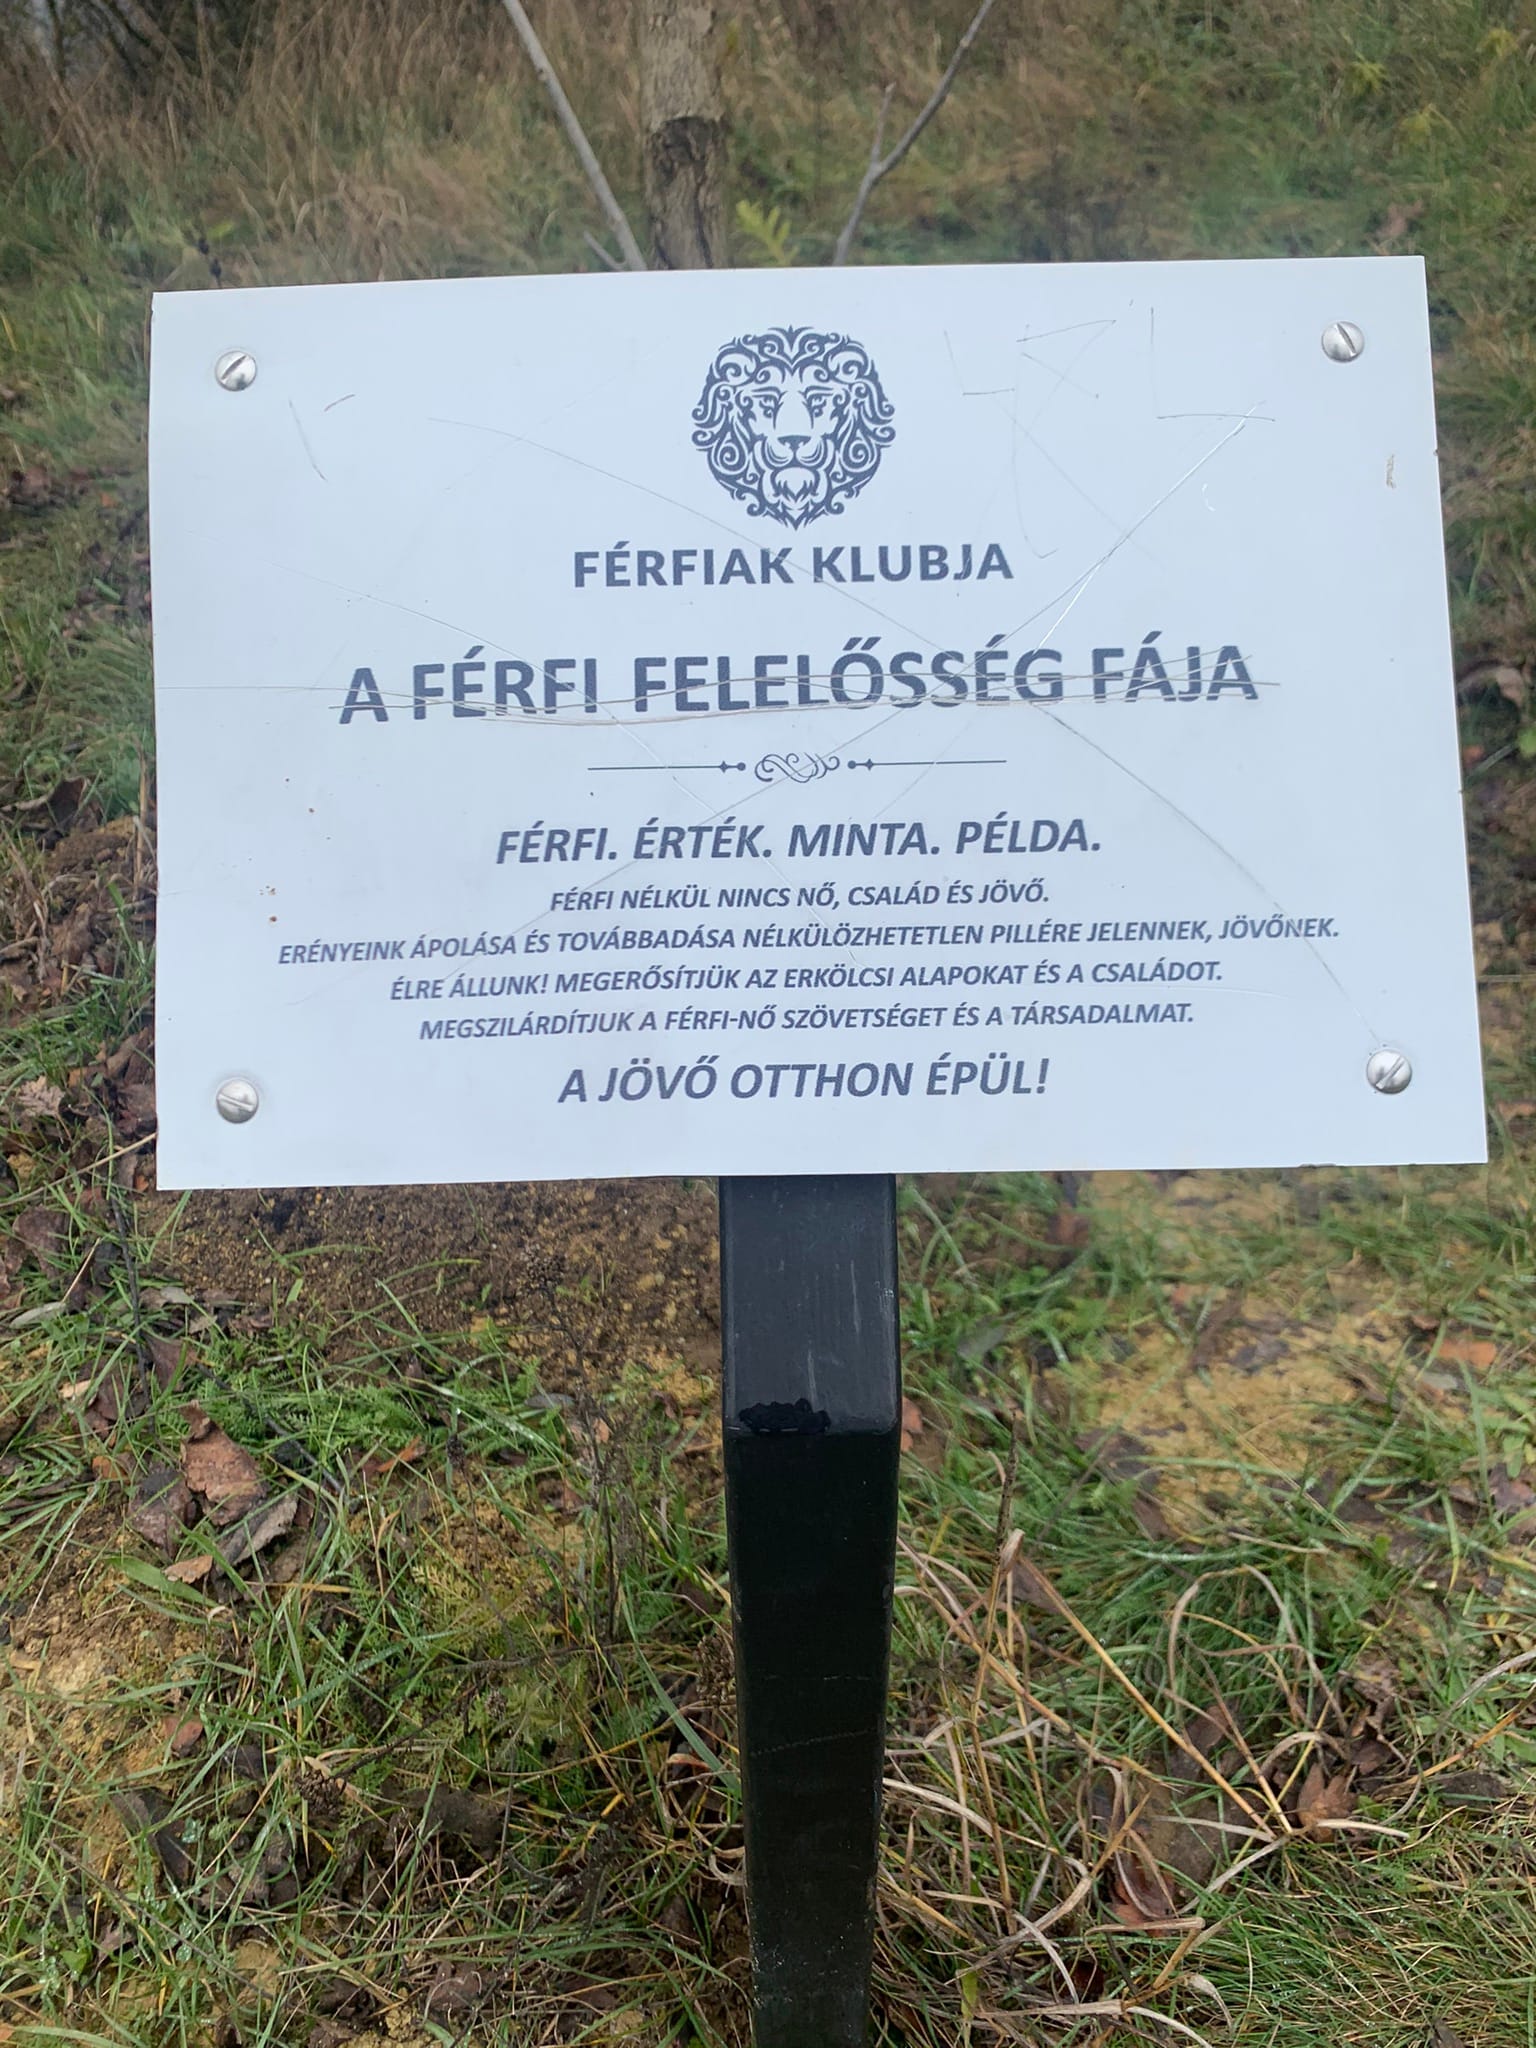 FÉRFIAK KLUBJA
A FÉRFI FELELŐSSÉG FÁJA
FÉRFI. ÉRTÉK. MINTA. PÉLDA.
FÉRFI NÉLKÜL NINCS NŐ, CSALÁD ÉS JÖVŐ.
ERÉNYEINK ÁPOLÁSA ÉS TOVÁBBADÁSA NÉLKÜLÖZHETETLEN PILLÉRE JELENNEK, JÖVŐNEK.
ÉLRE ÁLLUNK! MEGERŐSÍTJÜK AZ ERKÖLCSI ALAPOKAT ÉS A CSALÁDOT.
MEGSZILÁRDÍTJUK A FÉRFI-NŐ SZÖVETSÉGET ÉS A TÁRSADALMAT.
A JÖVŐ OTTHON ÉPÜL!